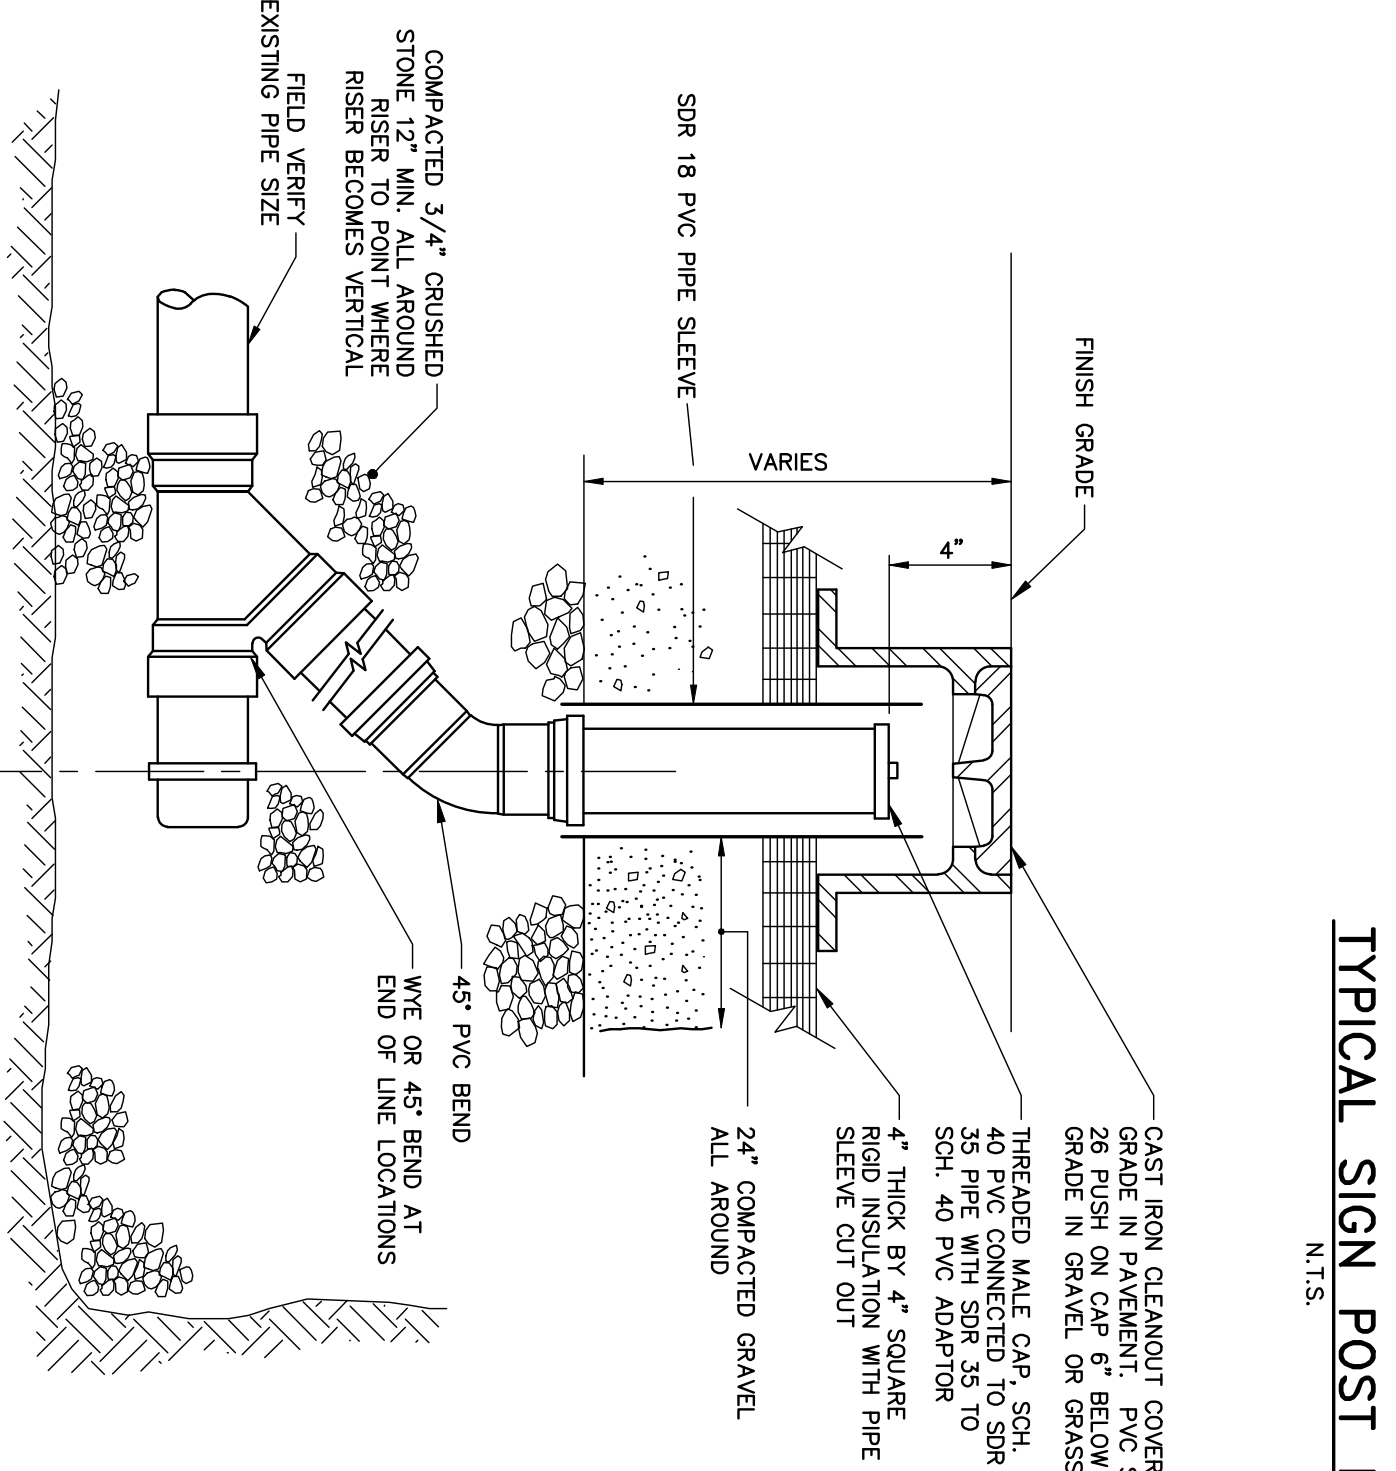 TYPICAL SIGN POST
N.T.S.
CAST IRON CLEANOUT COVER
GRADE IN PAVEMENT. PVC
26 PUSH ON CAP 6" BELOW
GRADE IN GRAVEL OR GRASS
FINISH GRADE
THREADED MALE CAP, SCH.
40 PVC CONNECTED TO SDR
35 PIPE WITH SDR 35 TO
SCH. 40 PVC ADAPTOR
4"
4" THICK BY 4" SQUARE
RIGID INSULATION WITH PIPE
SLEEVE CUT OUT
VARIES
24" COMPACTED GRAVEL
ALL AROUND
SDR 18 PVC PIPE SLEEVE
45° PVC BEND
WYE OR 45° BEND AT
END OF LINE LOCATIONS
COMPACTED 3/4" CRUSHED
STONE 12" MIN. ALL AROUND
RISER TO POINT WHERE
RISER BECOMES VERTICAL
FIELD VERIFY
EXISTING PIPE SIZE